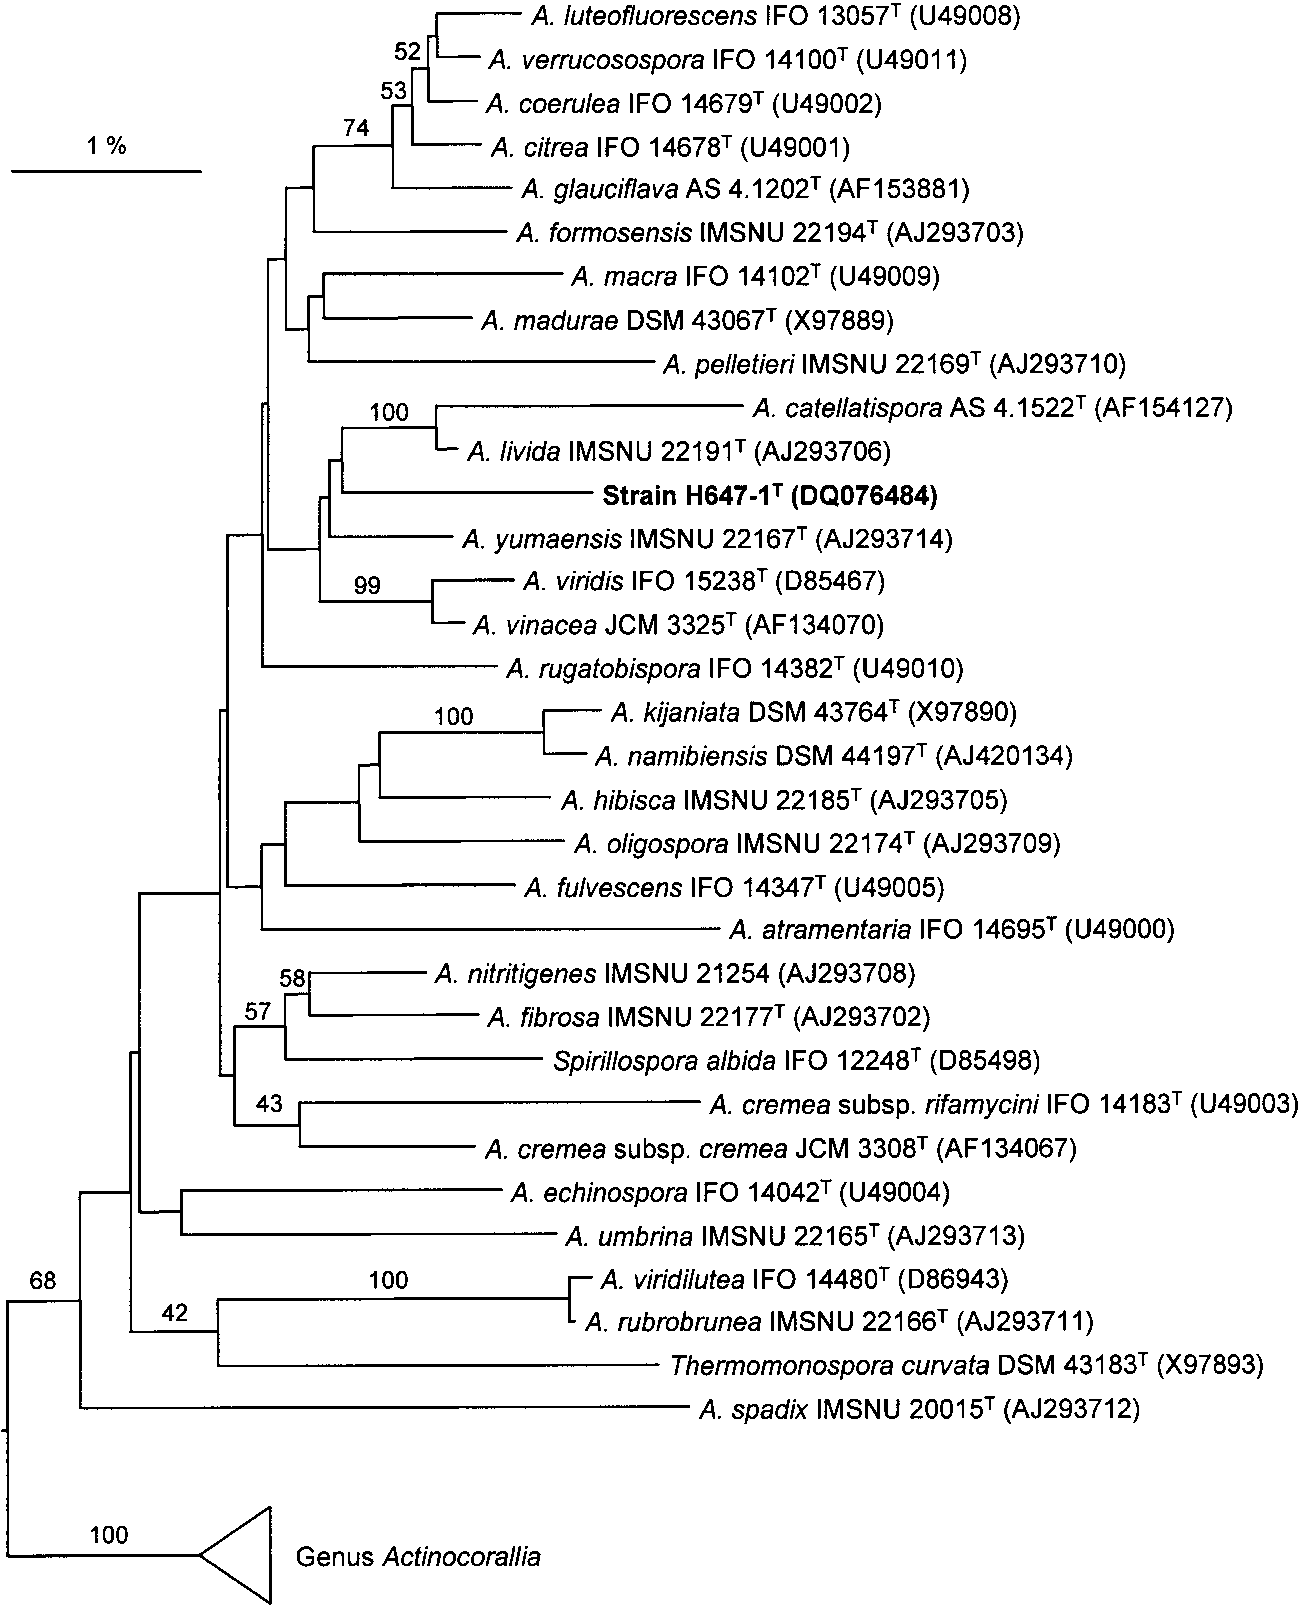 A. luteofluorescens IFO 13057ᵀ (U49008)
52
A. verrucosospora IFO 14100ᵀ (U49011)
53
A. coerulea IFO 14679ᵀ (U49002)
74
1 %
A. citrea IFO 14678ᵀ (U49001)
A. glauciflava AS 4.1202ᵀ (AF153881)
A. formosensis IMSNU 22194ᵀ (AJ293703)
A. macra IFO 14102ᵀ (U49009)
A. madurae DSM 43067ᵀ (X97889)
A. pelletieri IMSNU 22169ᵀ (AJ293710)
100
A. catellatispora AS 4.1522ᵀ (AF154127)
A. livida IMSNU 22191ᵀ (AJ293706)
Strain H647-1ᵀ (DQ076484)
A. yumaensis IMSNU 22167ᵀ (AJ293714)
99
A. viridis IFO 15238ᵀ (D85467)
A. vinacea JCM 3325ᵀ (AF134070)
A. rugatobispora IFO 14382ᵀ (U49010)
100
A. kijaniata DSM 43764ᵀ (X97890)
A. namibiensis DSM 44197ᵀ (AJ420134)
A. hibisca IMSNU 22185ᵀ (AJ293705)
A. oligospora IMSNU 22174ᵀ (AJ293709)
A. fulvescens IFO 14347ᵀ (U49005)
A. atramentaria IFO 14695ᵀ (U49000)
58
A. nitritigenes IMSNU 21254 (AJ293708)
57
A. fibrosa IMSNU 22177ᵀ (AJ293702)
Spirillospora albida IFO 12248ᵀ (D85498)
43
A. cremea subsp. rifamycini IFO 14183ᵀ (U49003)
A. cremea subsp. cremea JCM 3308ᵀ (AF134067)
A. echinospora IFO 14042ᵀ (U49004)
A. umbrina IMSNU 22165ᵀ (AJ293713)
68
100
A. viridilutea IFO 14480ᵀ (D86943)
42
A. rubrobrunea IMSNU 22166ᵀ (AJ293711)
Thermomonospora curvata DSM 43183ᵀ (X97893)
A. spadix IMSNU 20015ᵀ (AJ293712)
100
Genus Actinocorallia